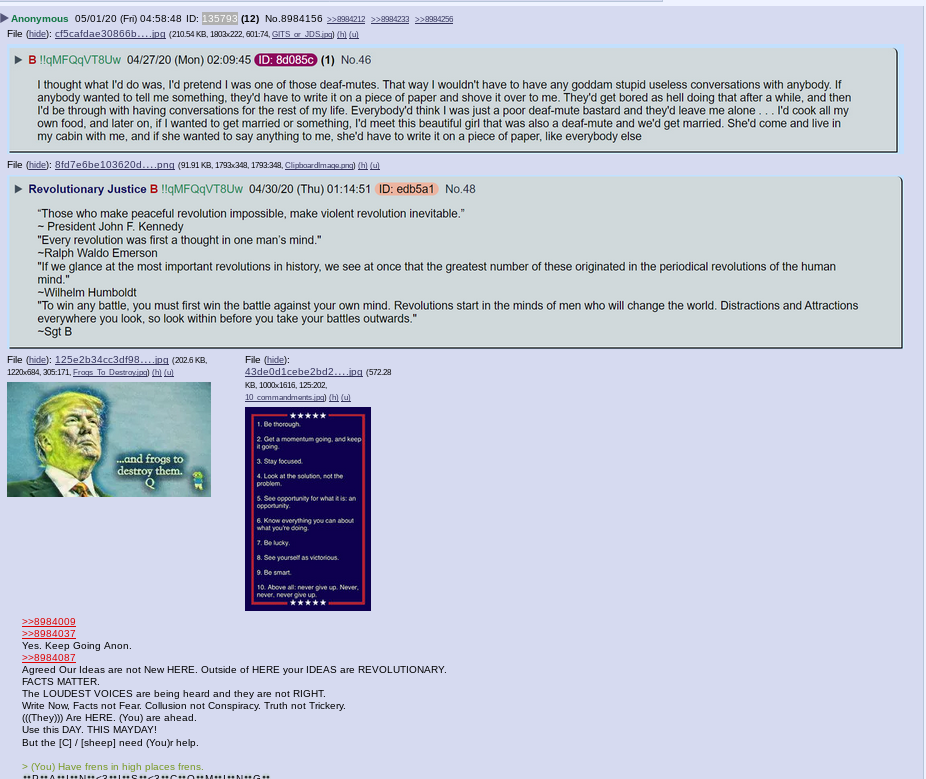 ▶ Anonymous 05/01/20 (Fri) 04:58:48 ID: 135793 (12) No.8984156 >>8984212 >>8984233 >>8984256
File (hide): cf5cafdae30866b….jpg (210.54 KB, 1803x222, 601:74, GITS_or_JDS.jpg) (h) (u)
▶ B !!qMFQqVT8Uw 04/27/20 (Mon) 02:09:45 ID: 8d085c (1) No.46
I thought what I'd do was, I'd pretend I was one of those deaf-mutes. That way I wouldn't have to have any goddam stupid useless conversations with anybody. If
anybody wanted to tell me something, they'd have to write it on a piece of paper and shove it over to me. They'd get bored as hell doing that after a while, and then
I'd be through with having conversations for the rest of my life. Everybody'd think I was just a poor deaf-mute bastard and they'd leave me alone . . . I'd cook all my
own food, and later on, if I wanted to get married or something, I'd meet this beautiful girl that was also a deaf-mute and we'd get married. She'd come and live in
my cabin with me, and if she wanted to say anything to me, she'd have to write it on a piece of paper, like everybody else
File (hide): 8fd7e6be103620d….png (91.91 KB, 1793x348, 1793:348, ClipboardImage.png) (h) (u)
▶ Revolutionary Justice B !!qMFQqVT8Uw 04/30/20 (Thu) 01:14:51 ID: edb5a1 No.48
“Those who make peaceful revolution impossible, make violent revolution inevitable.”
~ President John F. Kennedy
"Every revolution was first a thought in one man's mind."
~Ralph Waldo Emerson
"If we glance at the most important revolutions in history, we see at once that the greatest number of these originated in the periodical revolutions of the human
mind."
~Wilhelm Humboldt
"To win any battle, you must first win the battle against your own mind. Revolutions start in the minds of men who will change the world. Distractions and Attractions
everywhere you look, so look within before you take your battles outwards."
~Sgt B
File (hide): 125e2b34cc3df98….jpg (202.6 KB,
1220x684, 305:171, Frogs_To_Destroy.jpg) (h) (u)
...and frogs to
destroy them.
Q
File (hide):
43de0d1cebe2bd2….jpg (572.28
KB, 1000x1616, 125:202,
10_commandments.jpg) (h) (u)
★★★★★
1. Be thorough.
2. Get a momentum going, and keep
it going.
3. Stay focused.
4. Look at the solution, not the
problem.
5. See opportunity for what it is: an
opportunity.
6. Know everything you can about
what you're doing.
7. Be lucky.
8. See yourself as victorious.
9. Be smart.
10. Above all: never give up. Never,
never, never give up.
★★★★★
>>8984009
>>8984037
Yes. Keep Going Anon.
>>8984087
Agreed Our Ideas are not New HERE. Outside of HERE your IDEAS are REVOLUTIONARY.
FACTS MATTER.
The LOUDEST VOICES are being heard and they are not RIGHT.
Write Now, Facts not Fear. Collusion not Conspiracy. Truth not Trickery.
(((They))) Are HERE. (You) are ahead.
Use this DAY. THIS MAYDAY!
But the [C] / [sheep] need (You)r help.
> (You) Have frens in high places frens.
**P**A**I**N**<3**I**S**<3**C**O**M**I**N**G**